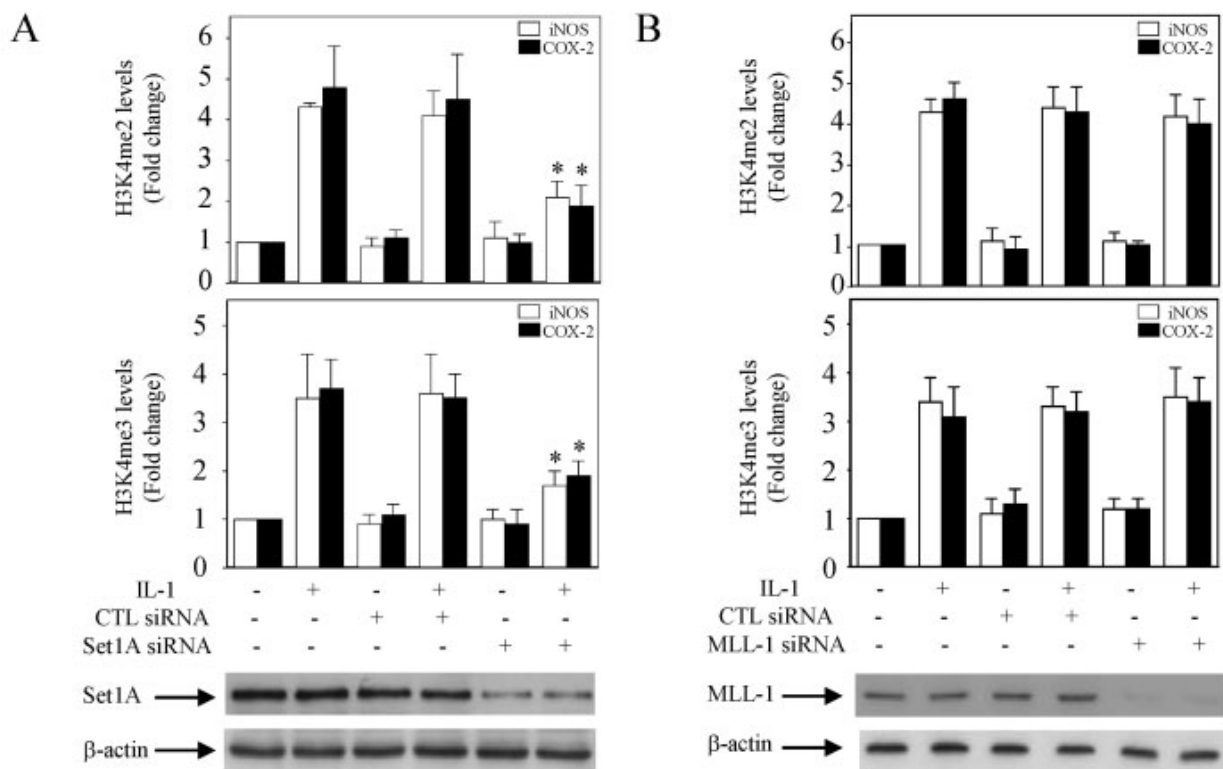 A
iNOS
COX-2
H3K4me2 levels
(Fold change)
6
5
4
3
2
1
0
* *
iNOS
COX-2
H3K4me3 levels
(Fold change)
5
4
3
2
1
0
* *
IL-1 - + - + - +
CTL siRNA - - + + - -
Set1A siRNA - - - - + +
Set1A
β-actin
B
iNOS
COX-2
H3K4me2 levels
(Fold change)
6
5
4
3
2
1
0
iNOS
COX-2
H3K4me3 levels
(Fold change)
5
4
3
2
1
0
IL-1 - + - + - +
CTL siRNA - - + + - -
MLL-1 siRNA - - - - + +
MLL-1
β-actin